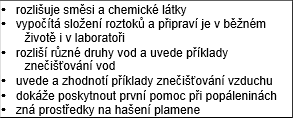 • rozlišuje směsi a chemické látky
• vypočítá složení roztoků a připraví je v běžném
životě i v laboratoři
• rozliší různé druhy vod a uvede příklady
znečišťování vod
• uvede a zhodnotí příklady znečišťování vzduchu
• dokáže poskytnout první pomoc při popáleninách
• zná prostředky na hašení plamene